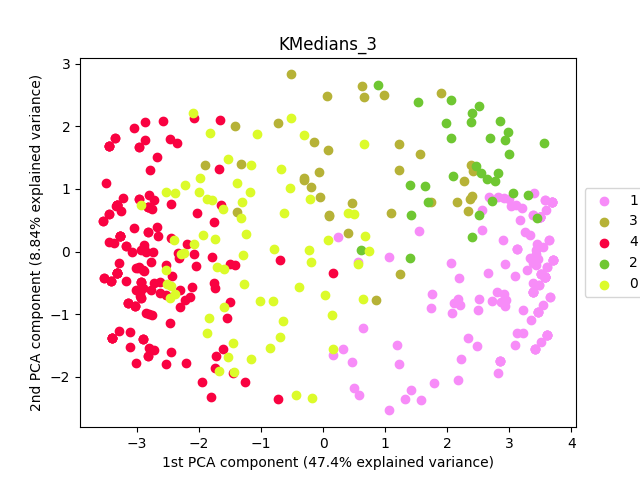 KMedians_3
3
2
1
0
−1
−2
2nd PCA component (8.84% explained variance)
−3 −2 −1 0 1 2 3 4
1st PCA component (47.4% explained variance)
1
3
4
2
0